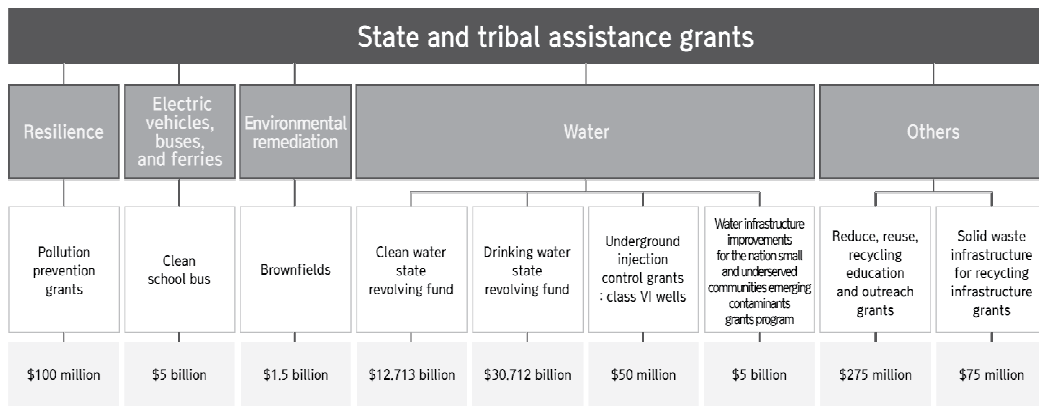 State and tribal assistance grants
Resilience
Electric
vehicles,
buses,
and ferries
Environmental
remediation
Water
Others
Pollution
prevention
grants
Clean
school bus
Brownfields
Clean water
state
revolving fund
Drinking water
state
revolving fund
Underground
injection
control grants
: class VI wells
Water infrastructure
improvements
for the nation small
and underserved
communities emerging
contaminants
grants program
Reduce, reuse,
recycling
education
and outreach
grants
Solid waste
infrastructure
for recycling
infrastructure
grants
$100 million
$5 billion
$1.5 billion
$12.713 billion
$30.712 billion
$50 million
$5 billion
$275 million
$75 million